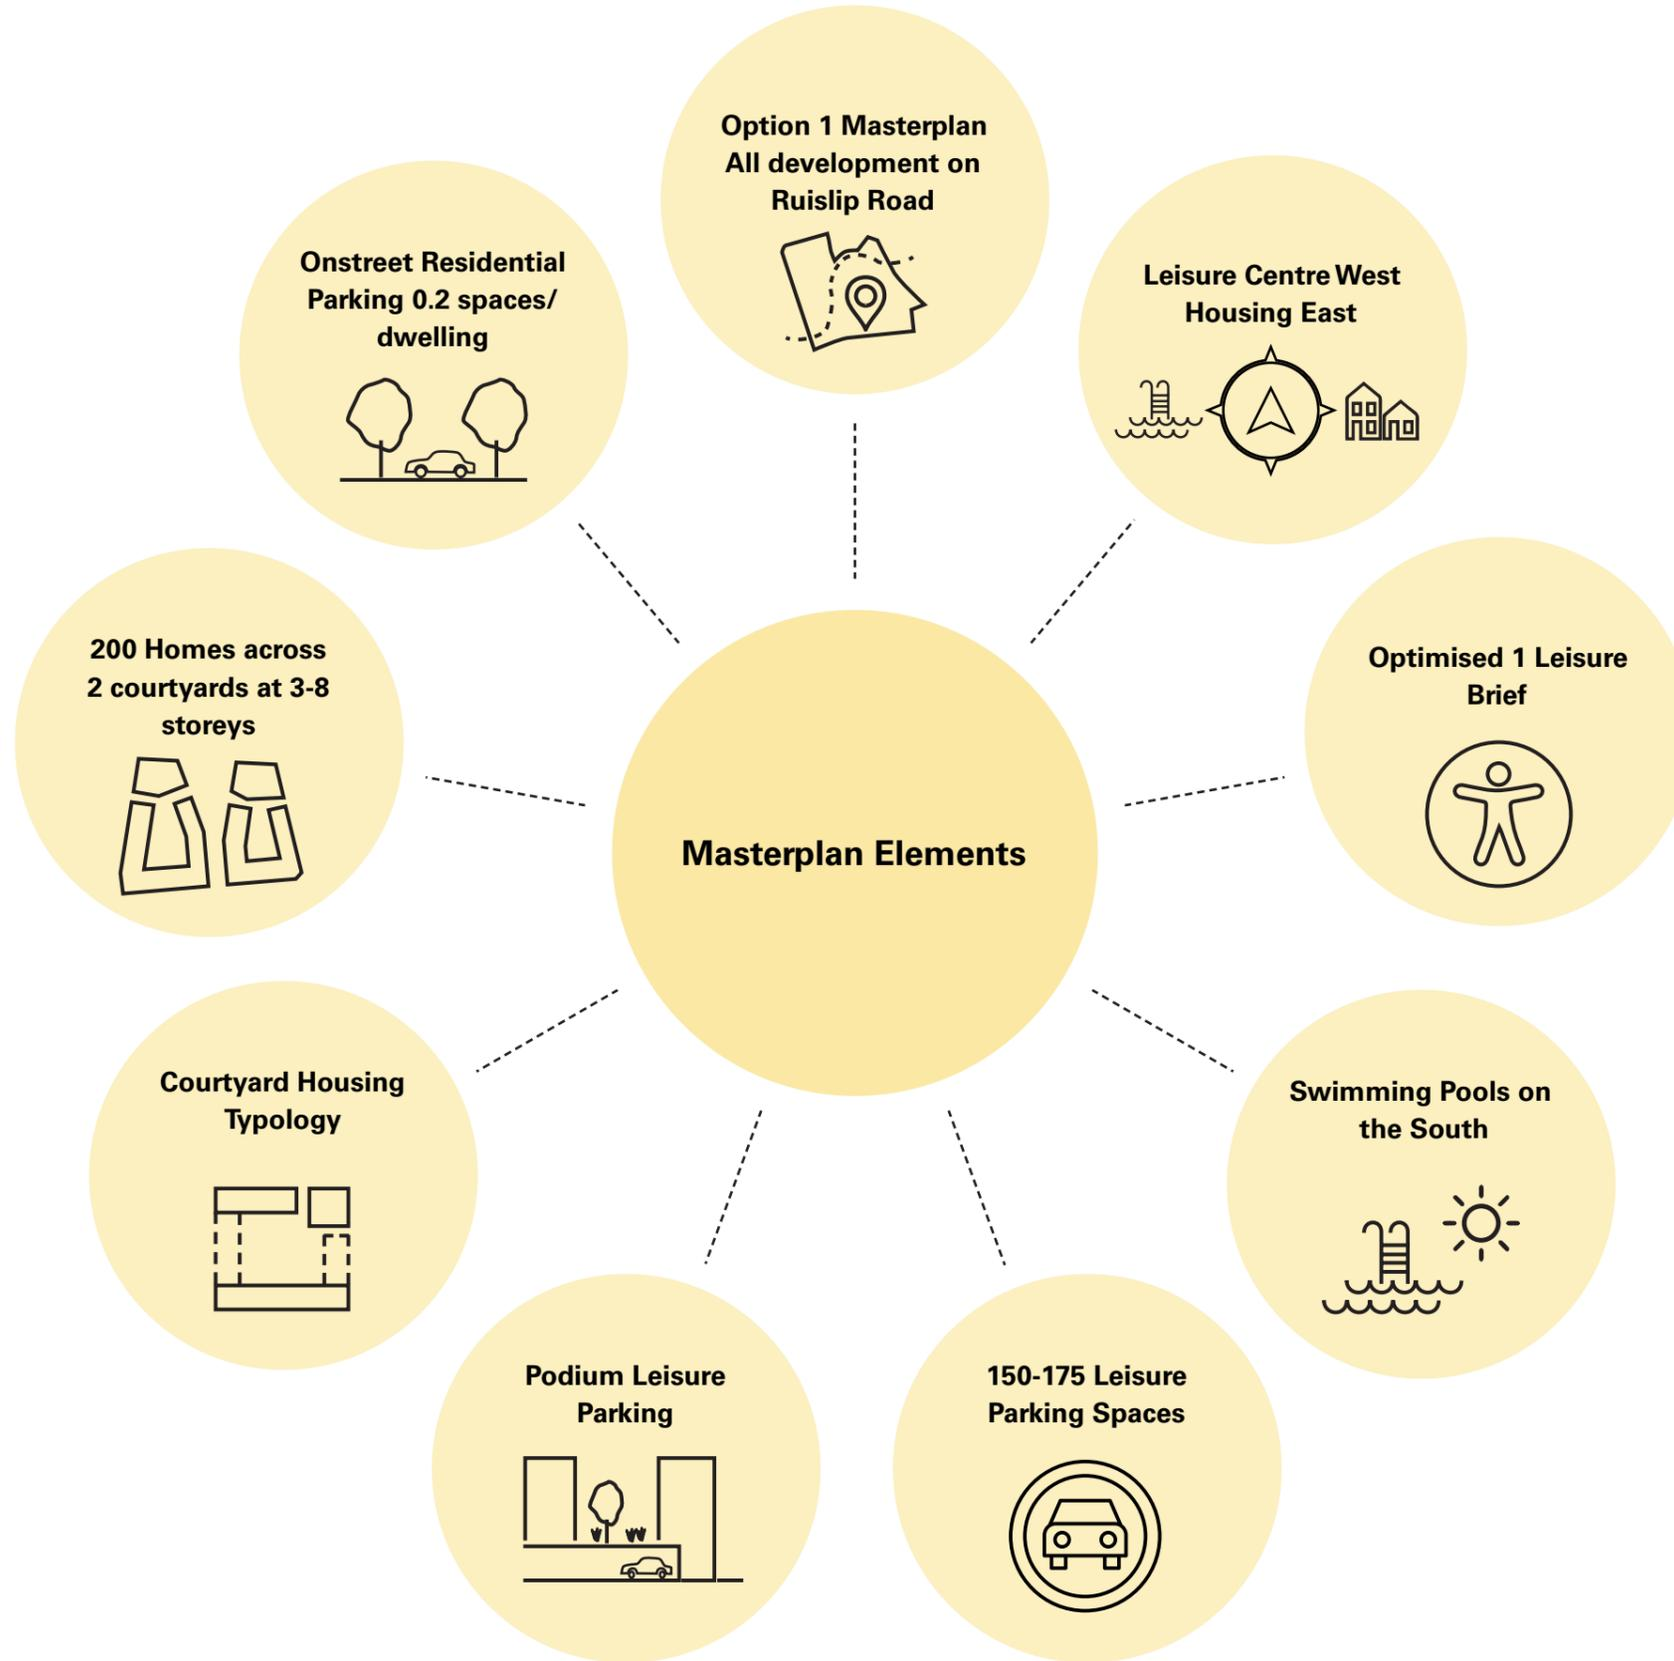 Option 1 Masterplan
All development on
Ruislip Road
Leisure Centre West
Housing East
Optimised 1 Leisure
Brief
Swimming Pools on
the South
150-175 Leisure
Parking Spaces
Podium Leisure
Parking
Courtyard Housing
Typology
200 Homes across
2 courtyards at 3-8
storeys
Onstreet Residential
Parking 0.2 spaces/
dwelling
Masterplan Elements